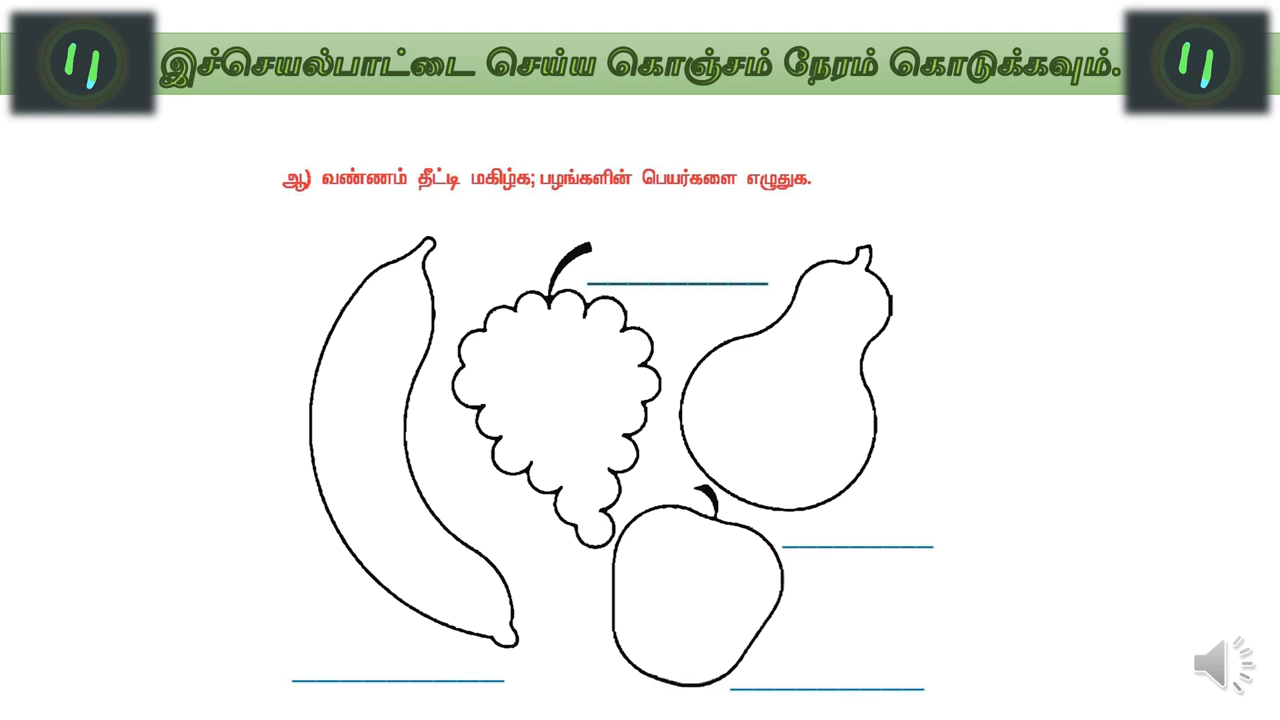 இச்செயல்பாட்டை செய்ய கொஞ்சம் நேரம் கொடுக்கவும்.
ஆ) வண்ணம் தீட்டி மகிழ்க; பழங்களின் பெயர்களை எழுதுக.